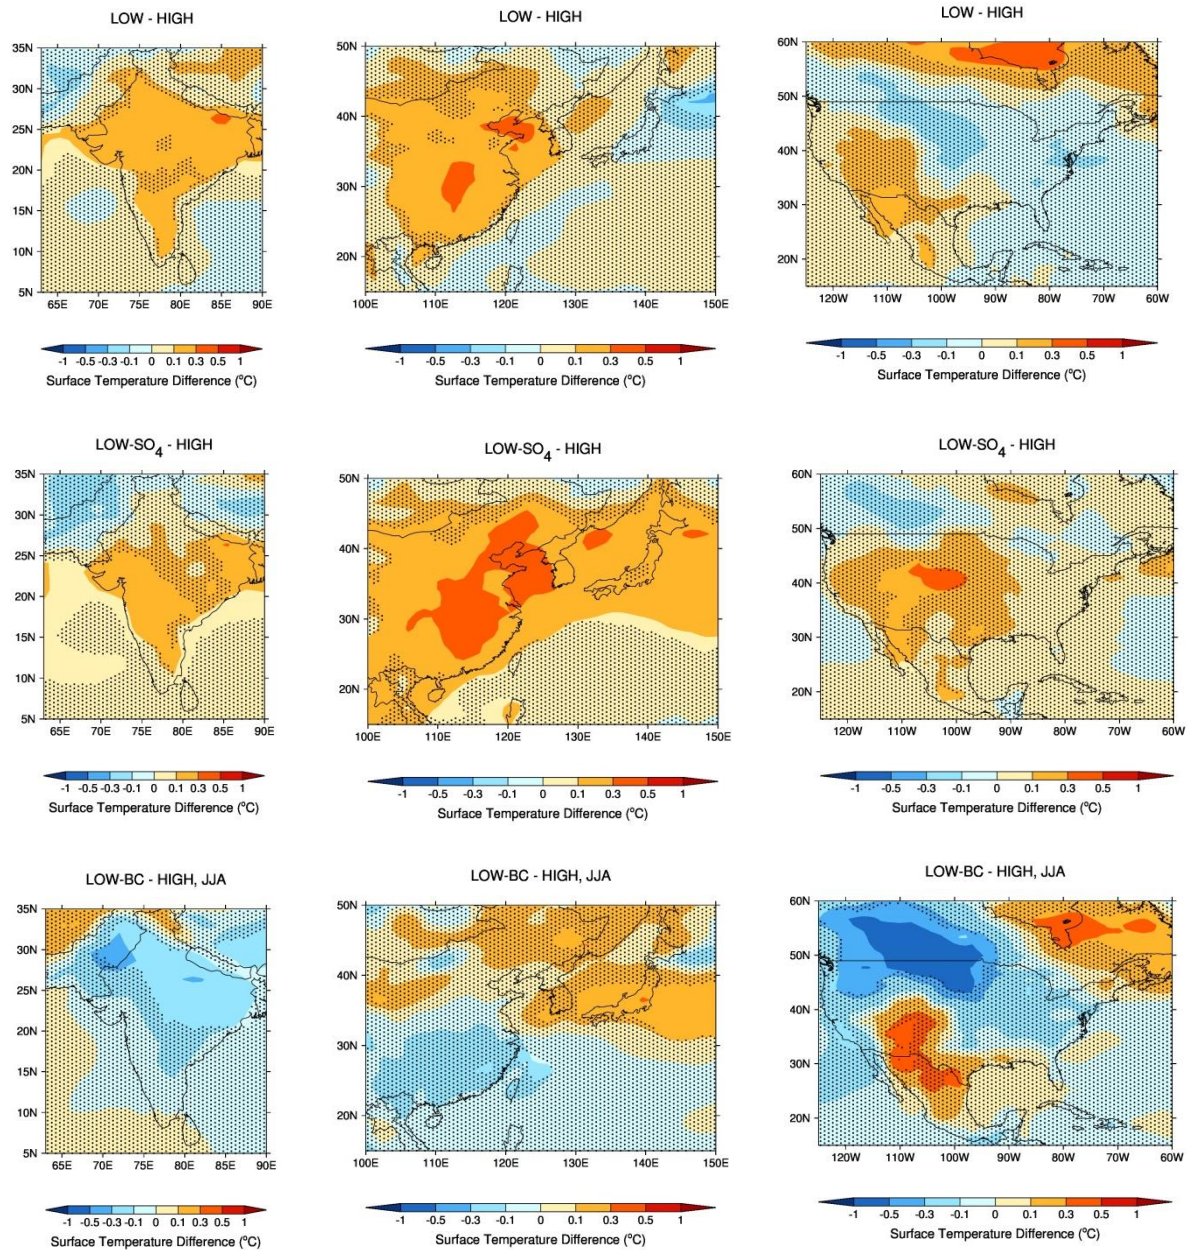 LOW - HIGH
LOW - HIGH
LOW - HIGH
35N
30N
25N
20N
15N
10N
5N
65E 70E 75E 80E 85E 90E
-1 -0.5 -0.3 -0.1 0 0.1 0.3 0.5 1
Surface Temperature Difference (°C)
50N
40N
30N
20N
100E 110E 120E 130E 140E 150E
-1 -0.5 -0.3 -0.1 0 0.1 0.3 0.5 1
Surface Temperature Difference (°C)
60N
50N
40N
30N
20N
120W 110W 100W 90W 80W 70W 60W
-1 -0.5 -0.3 -0.1 0 0.1 0.3 0.5 1
Surface Temperature Difference (°C)
LOW-SO₄ - HIGH
LOW-SO₄ - HIGH
LOW-SO₄ - HIGH
35N
30N
25N
20N
15N
10N
5N
65E 70E 75E 80E 85E 90E
-1 -0.5 -0.3 -0.1 0 0.1 0.3 0.5 1
Surface Temperature Difference (°C)
50N
40N
30N
20N
100E 110E 120E 130E 140E 150E
-1 -0.5 -0.3 -0.1 0 0.1 0.3 0.5 1
Surface Temperature Difference (°C)
60N
50N
40N
30N
20N
120W 110W 100W 90W 80W 70W 60W
-1 -0.5 -0.3 -0.1 0 0.1 0.3 0.5 1
Surface Temperature Difference (°C)
LOW-BC - HIGH, JJA
LOW-BC - HIGH, JJA
LOW-BC - HIGH, JJA
35N
30N
25N
20N
15N
10N
5N
65E 70E 75E 80E 85E 90E
-1 -0.5 -0.3 -0.1 0 0.1 0.3 0.5 1
Surface Temperature Difference (°C)
50N
40N
30N
20N
100E 110E 120E 130E 140E 150E
-1 -0.5 -0.3 -0.1 0 0.1 0.3 0.5 1
Surface Temperature Difference (°C)
60N
50N
40N
30N
20N
120W 110W 100W 90W 80W 70W 60W
-1 -0.5 -0.3 -0.1 0 0.1 0.3 0.5 1
Surface Temperature Difference (°C)